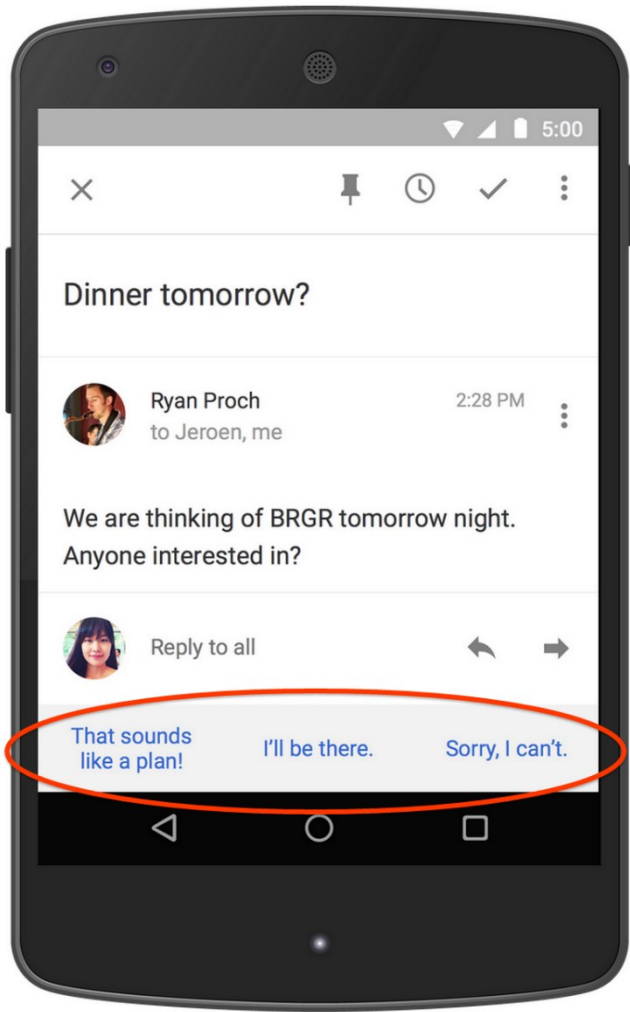 5:00
Dinner tomorrow?
Ryan Proch
2:28 PM
to Jeroen, me
We are thinking of BRGR tomorrow night.
Anyone interested in?
Reply to all
That sounds
like a plan!
I'll be there.
Sorry, I can't.